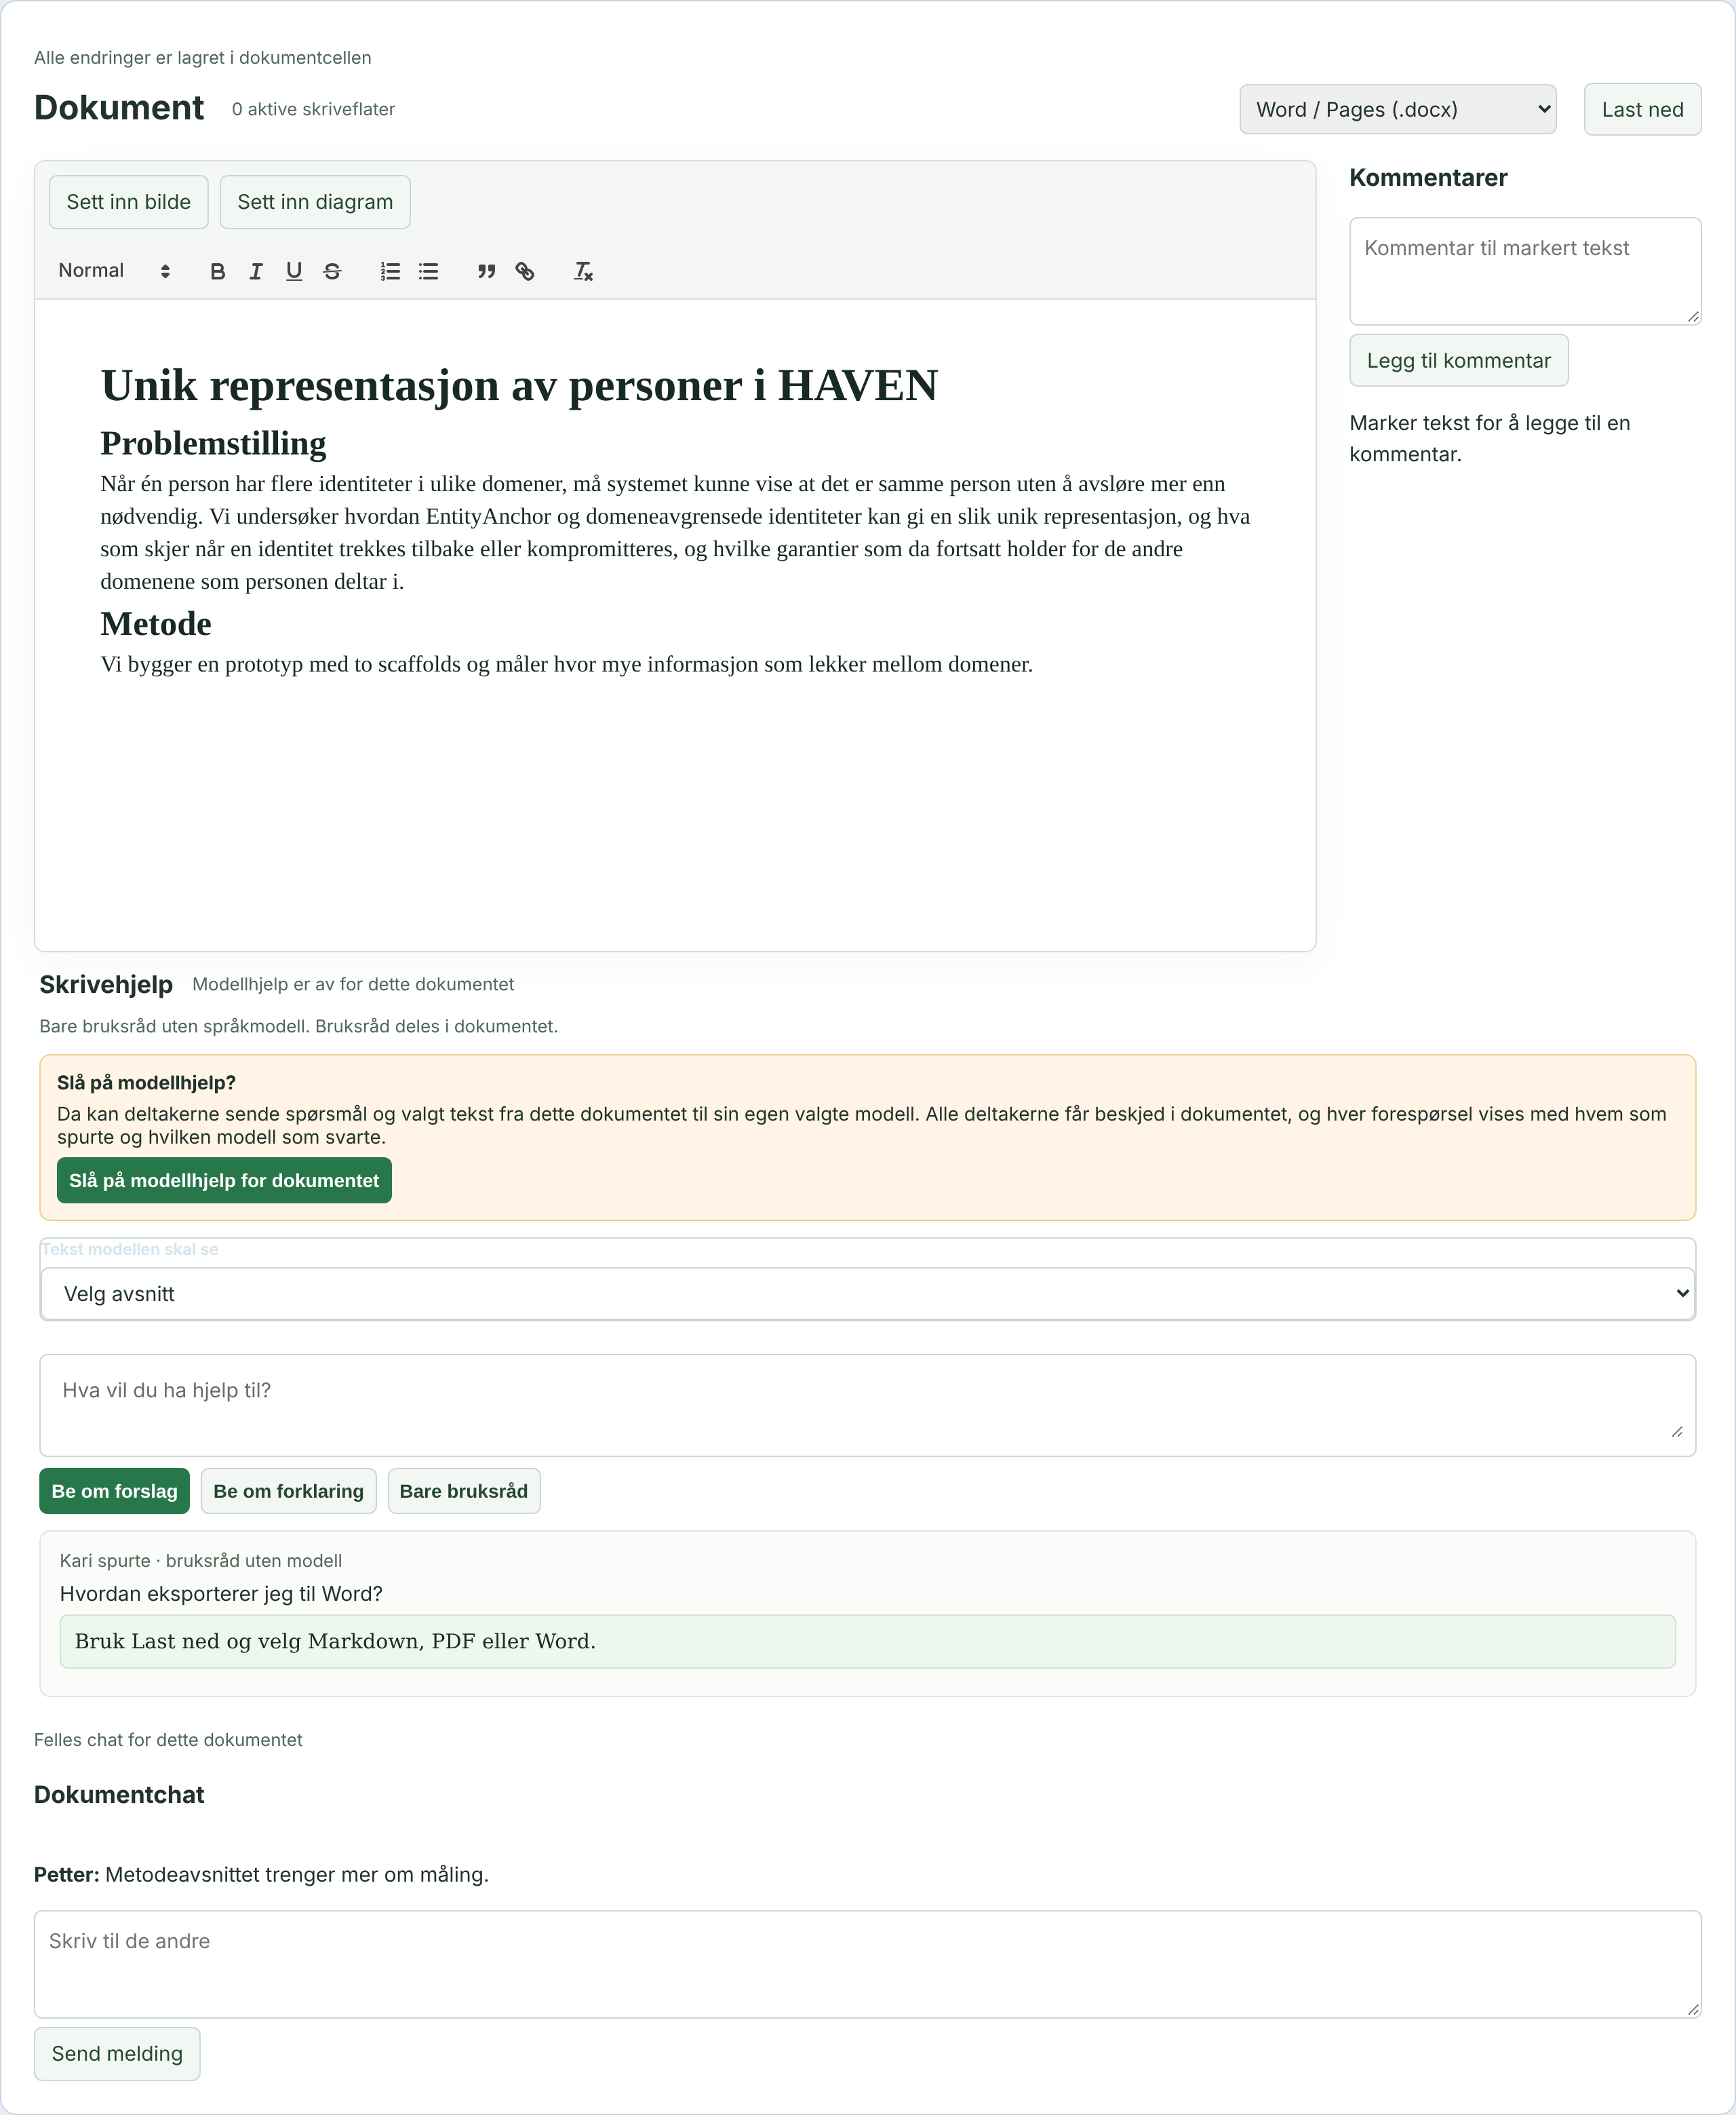 Alle endringer er lagret i dokumentcellen
Dokument 0 aktive skriveflater
Word / Pages (.docx) Last ned
Sett inn bilde Sett inn diagram
Normal
Unik representasjon av personer i HAVEN
Problemstilling
Når én person har flere identiteter i ulike domener, må systemet kunne vise at det er samme person uten å avsløre mer enn
nødvendig. Vi undersøker hvordan EntityAnchor og domeneavgrensede identiteter kan gi en slik unik representasjon, og hva
som skjer når en identitet trekkes tilbake eller kompromitteres, og hvilke garantier som da fortsatt holder for de andre
domenene som personen deltar i.
Metode
Vi bygger en prototyp med to scaffolds og måler hvor mye informasjon som lekker mellom domener.
Kommentarer
Kommentar til markert tekst
Legg til kommentar
Marker tekst for å legge til en
kommentar.
Skrivehjelp Modellhjelp er av for dette dokumentet
Bare bruksråd uten språkmodell. Bruksråd deles i dokumentet.
Slå på modellhjelp?
Da kan deltakerne sende spørsmål og valgt tekst fra dette dokumentet til sin egen valgte modell. Alle deltakerne får beskjed i dokumentet, og hver forespørsel vises med hvem som
spurte og hvilken modell som svarte.
Slå på modellhjelp for dokumentet
Tekst modellen skal se
Velg avsnitt
Hva vil du ha hjelp til?
Be om forslag Be om forklaring Bare bruksråd
Kari spurte · bruksråd uten modell
Hvordan eksporterer jeg til Word?
Bruk Last ned og velg Markdown, PDF eller Word.
Felles chat for dette dokumentet
Dokumentchat
Petter: Metodeavsnittet trenger mer om måling.
Skriv til de andre
Send melding